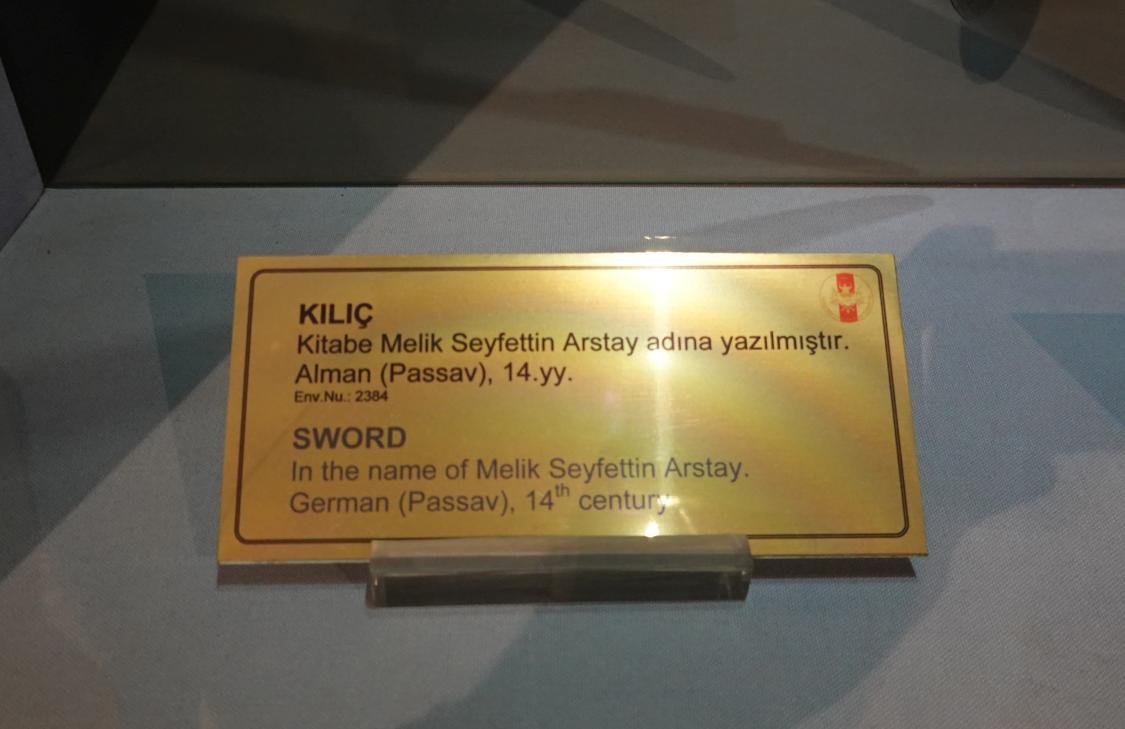 KILIÇ
Kitabe Melik Seyfettin Arstay adına yazılmıştır.
Alman (Passav), 14.yy.
Env.Nu.: 2384
SWORD
In the name of Melik Seyfettin Arstay.
German (Passav), 14th century